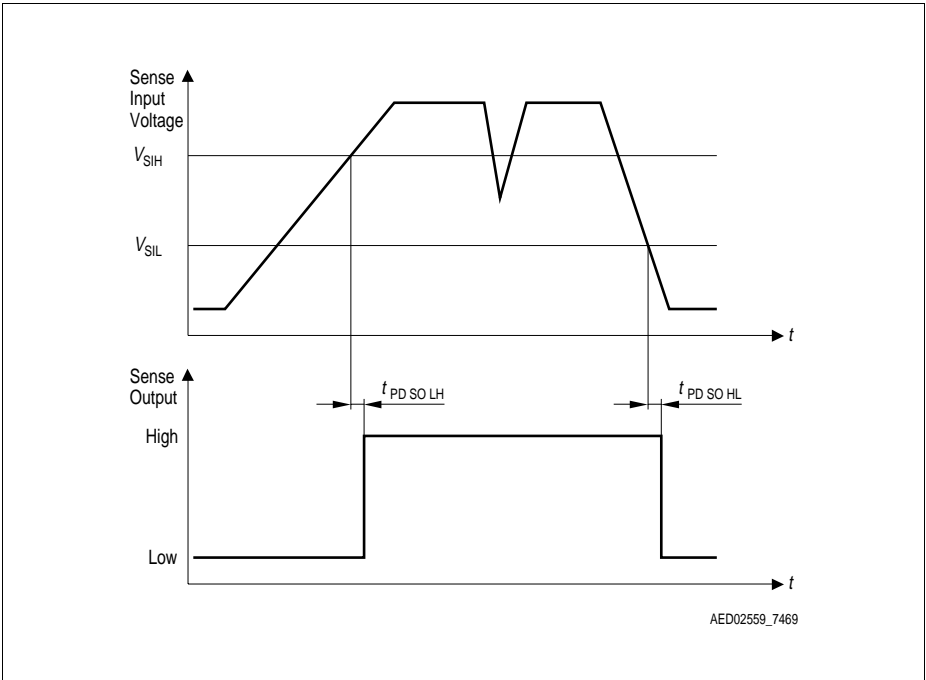 Sense
Input
Voltage
V_SIH
V_SIL
t
Sense
Output
t PD SO LH
t PD SO HL
High
Low
t
AED02559_7469